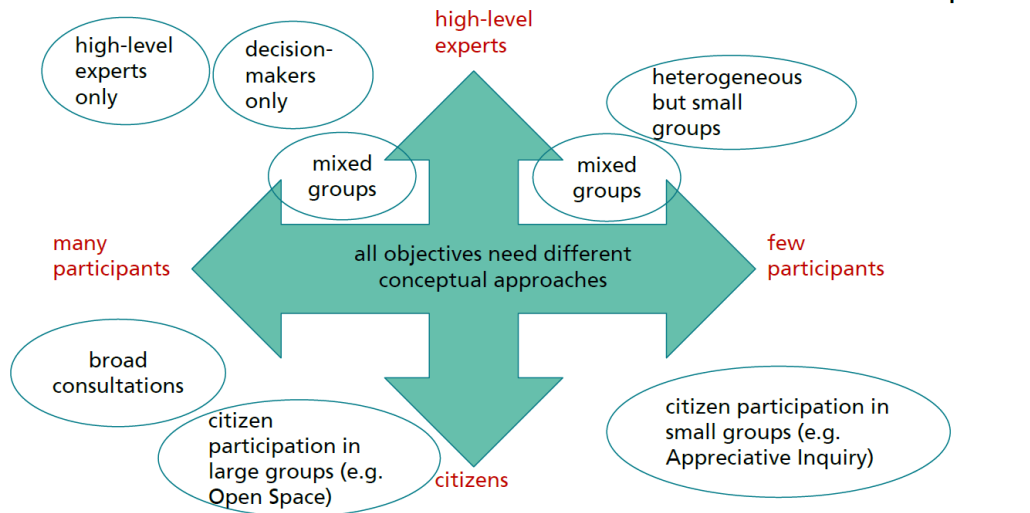 high-level
experts
high-level
experts
only
decision-
makers
only
heterogeneous
but small
groups
mixed
groups
mixed
groups
many
participants
all objectives need different
conceptual approaches
few
participants
broad
consultations
citizen
participation in
large groups (e.g.
Open Space)
citizen participation in
small groups (e.g.
Appreciative Inquiry)
citizens